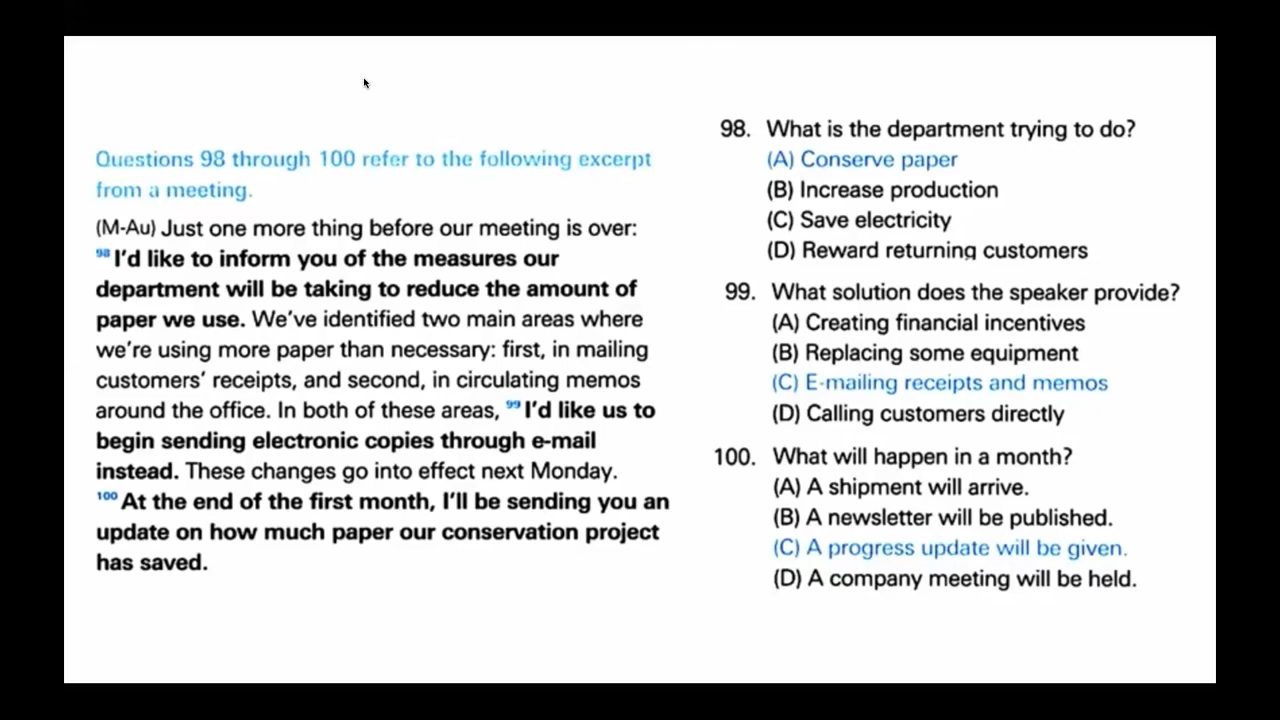 Questions 98 through 100 refer to the following excerpt
from a meeting.
(M-Au) Just one more thing before our meeting is over:
98 I'd like to inform you of the measures our
department will be taking to reduce the amount of
paper we use. We've identified two main areas where
we're using more paper than necessary: first, in mailing
customers' receipts, and second, in circulating memos
around the office. In both of these areas, 99 I'd like us to
begin sending electronic copies through e-mail
instead. These changes go into effect next Monday.
100 At the end of the first month, I'll be sending you an
update on how much paper our conservation project
has saved.
98. What is the department trying to do?
(A) Conserve paper
(B) Increase production
(C) Save electricity
(D) Reward returning customers
99. What solution does the speaker provide?
(A) Creating financial incentives
(B) Replacing some equipment
(C) E-mailing receipts and memos
(D) Calling customers directly
100. What will happen in a month?
(A) A shipment will arrive.
(B) A newsletter will be published.
(C) A progress update will be given.
(D) A company meeting will be held.